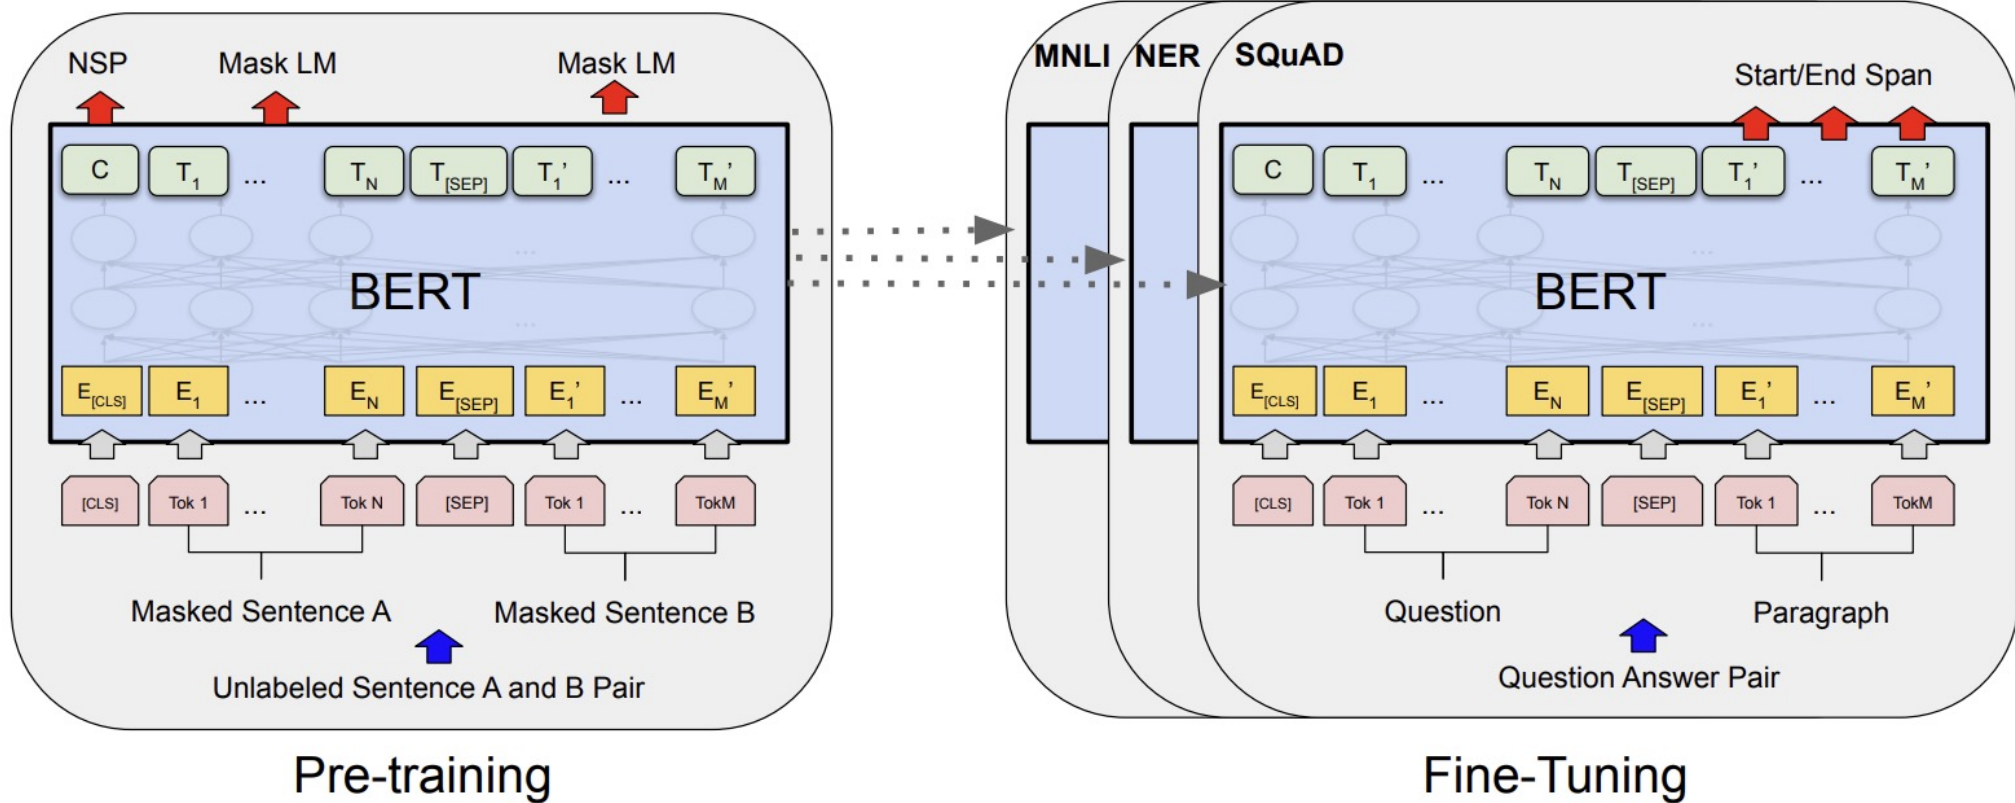 NSP Mask LM Mask LM
C T1 ... TN T[SEP] T1’ ... TM’
...
BERT
...
E[CLS] E1 ... EN E[SEP] E1’ ... EM’
[CLS] Tok 1 ... Tok N [SEP] Tok 1 ... TokM
Masked Sentence A Masked Sentence B
Unlabeled Sentence A and B Pair
Pre-training
MNLI NER SQuAD
Start/End Span
C T1 ... TN T[SEP] T1’ ... TM’
...
BERT
...
E[CLS] E1 ... EN E[SEP] E1’ ... EM’
[CLS] Tok 1 ... Tok N [SEP] Tok 1 ... TokM
Question Paragraph
Question Answer Pair
Fine-Tuning